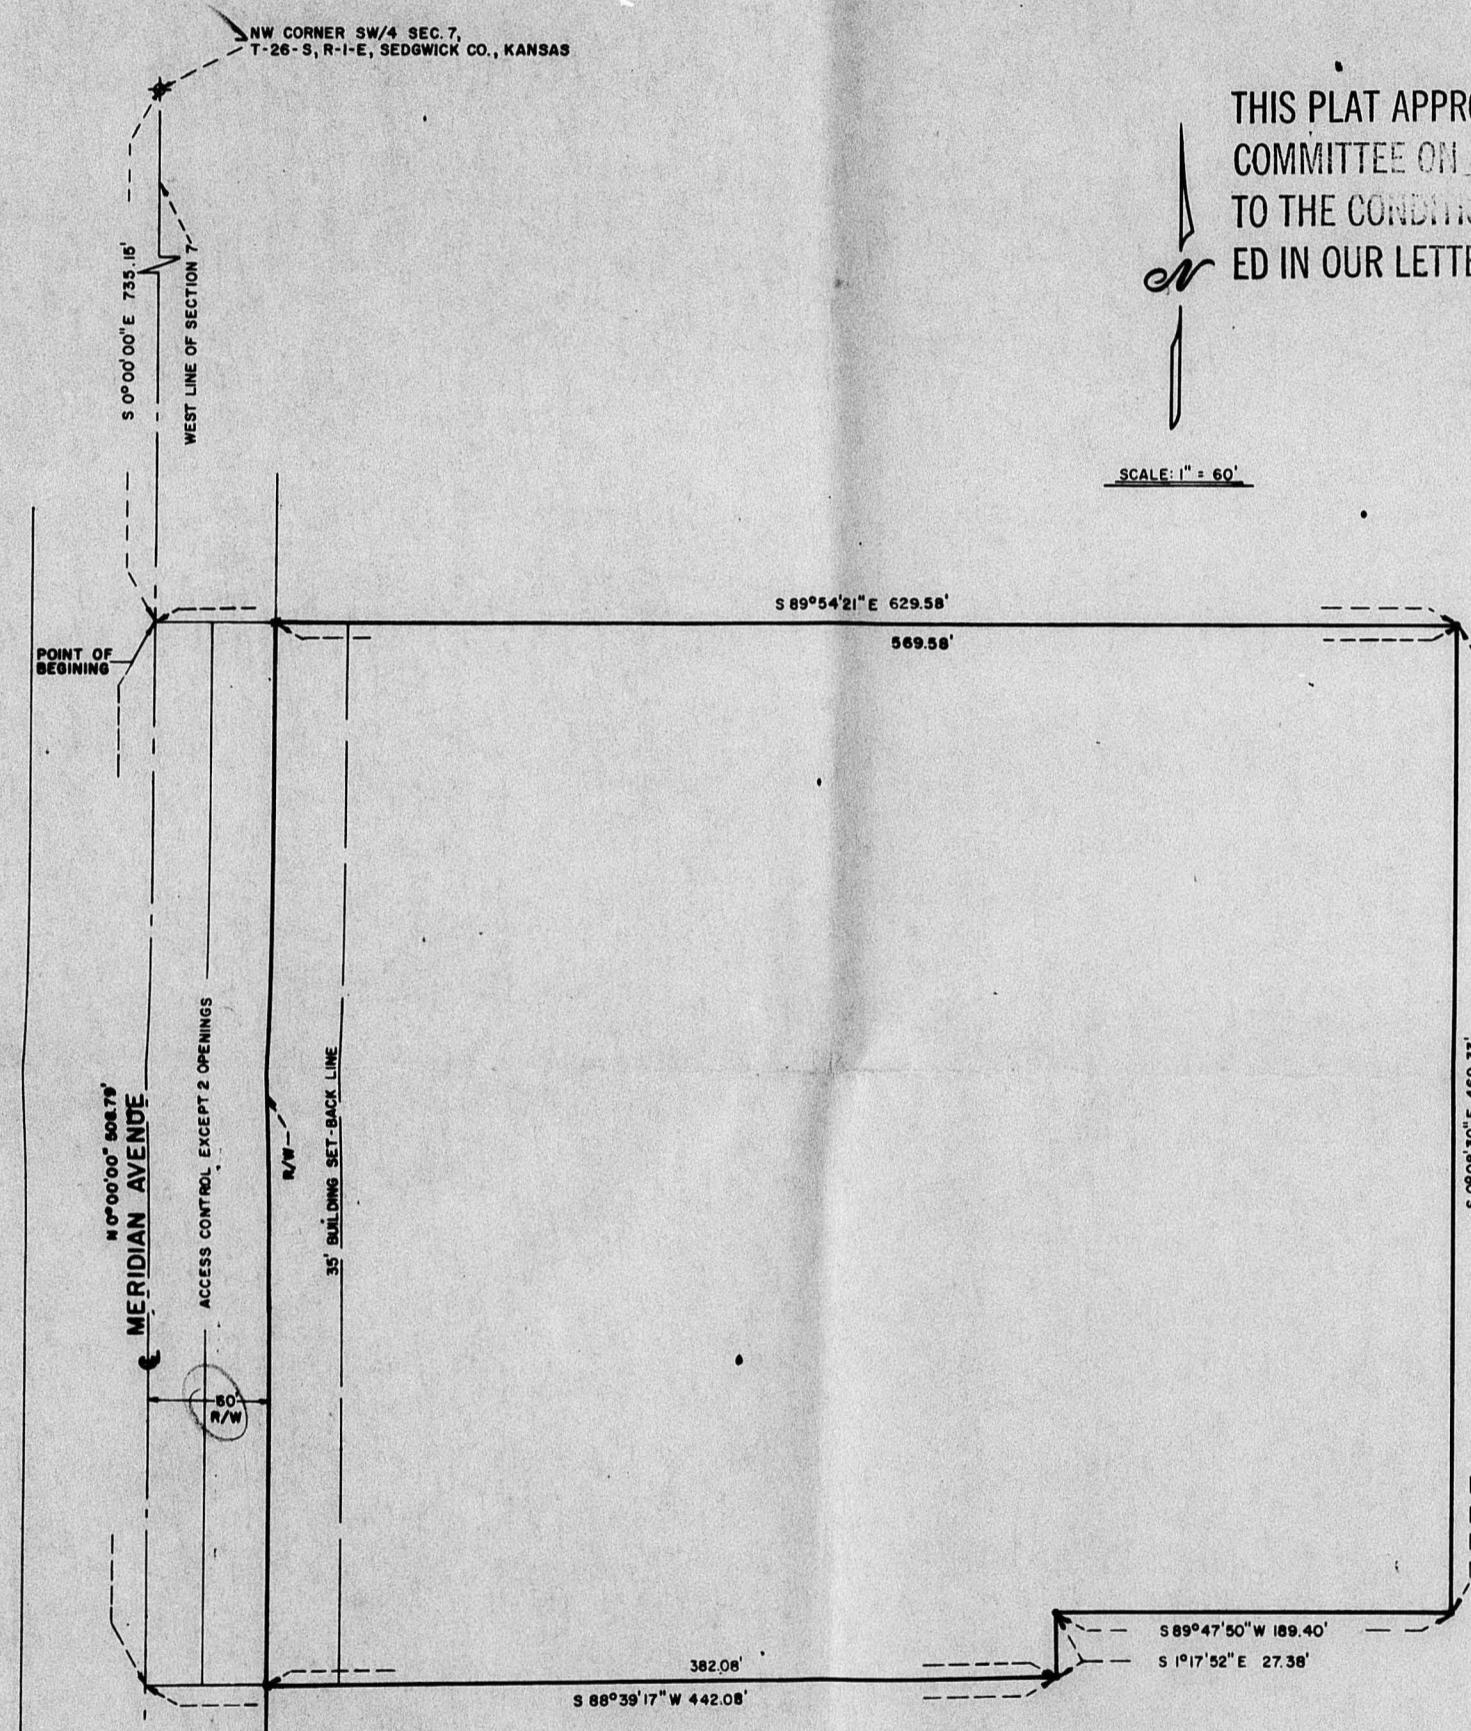 NW CORNER SW/4 SEC. 7,
T-26-S, R-1-E, SEDGWICK CO., KANSAS
THIS PLAT APPR
COMMITTEE ON
TO THE
ED IN OUR LETTE
N
SCALE: 1" = 60'
S 0°00'00" E 735.15'
WEST LINE OF SECTION 7
S 89°54'21" E 629.58'
569.58'
POINT OF
BEGINING
N 0°00'00" 508.79'
MERIDIAN AVENUE
ACCESS CONTROL EXCEPT 2 OPENINGS
R/W
35' BUILDING SET-BACK LINE
R/W
S 89°47'50" W 189.40'
S 1°17'52" E 27.38'
382.08'
S 88°39'17" W 442.08'